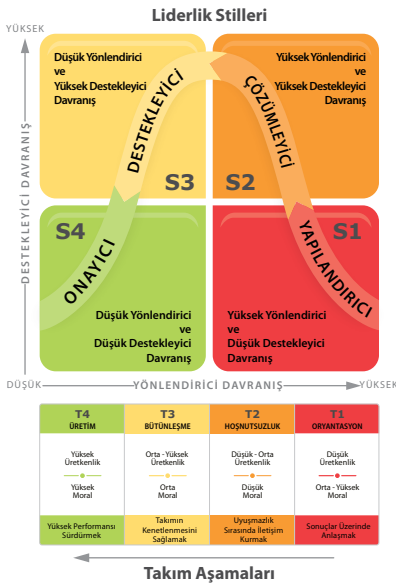 Liderlik Stilleri
YÜKSEK
Düşük Yönlendirici
ve
Yüksek Destekleyici
Davranış
Yüksek Yönlendirici
ve
Yüksek Destekleyici
Davranış
DESTEKLEYİCİ
ÇÖZÜMLEYİCİ
S3
S2
DESTEKLEYİCİ DAVRANIŞ
S4
S1
ONAYICI
YAPILANDIRICI
Düşük Yönlendirici
ve
Düşük Destekleyici
Davranış
Yüksek Yönlendirici
ve
Düşük Destekleyici
Davranış
DÜŞÜK
YÖNLENDİRİCİ DAVRANIŞ
YÜKSEK
T4
ÜRETİM
Yüksek
Üretkenlik
Yüksek
Moral
Yüksek Performansı
Sürdürmek
T3
BÜTÜNLEŞME
Orta - Yüksek
Üretkenlik
Orta
Moral
Takımın
Kenetlenmesini
Sağlamak
T2
HOŞNUTSUZLUK
Düşük - Orta
Üretkenlik
Düşük
Moral
Uyuşmazlık
Sırasında İletişim
Kurmak
T1
ORYANTASYON
Düşük
Üretkenlik
Orta - Yüksek
Moral
Sonuçlar Üzerinde
Anlaşmak
Takım Aşamaları